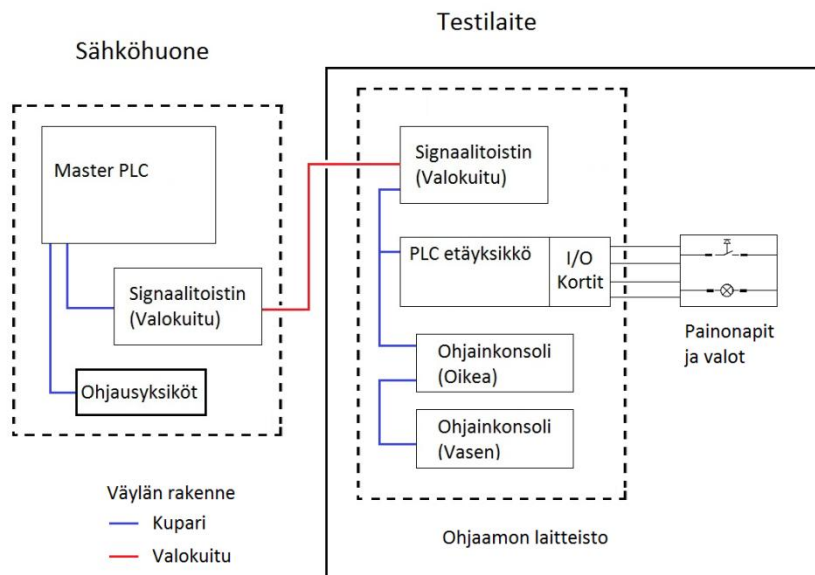 Sähköhuone
Testilaite
Master PLC
Signaalitoistin
(Valokuitu)
Ohjausyksiköt
Signaalitoistin
(Valokuitu)
PLC etäyksikkö
I/O
Kortit
Ohjainkonsoli
(Oikea)
Ohjainkonsoli
(Vasen)
Painonapit
ja valot
Väylän rakenne
Kupari
Valokuitu
Ohjaamon laitteisto